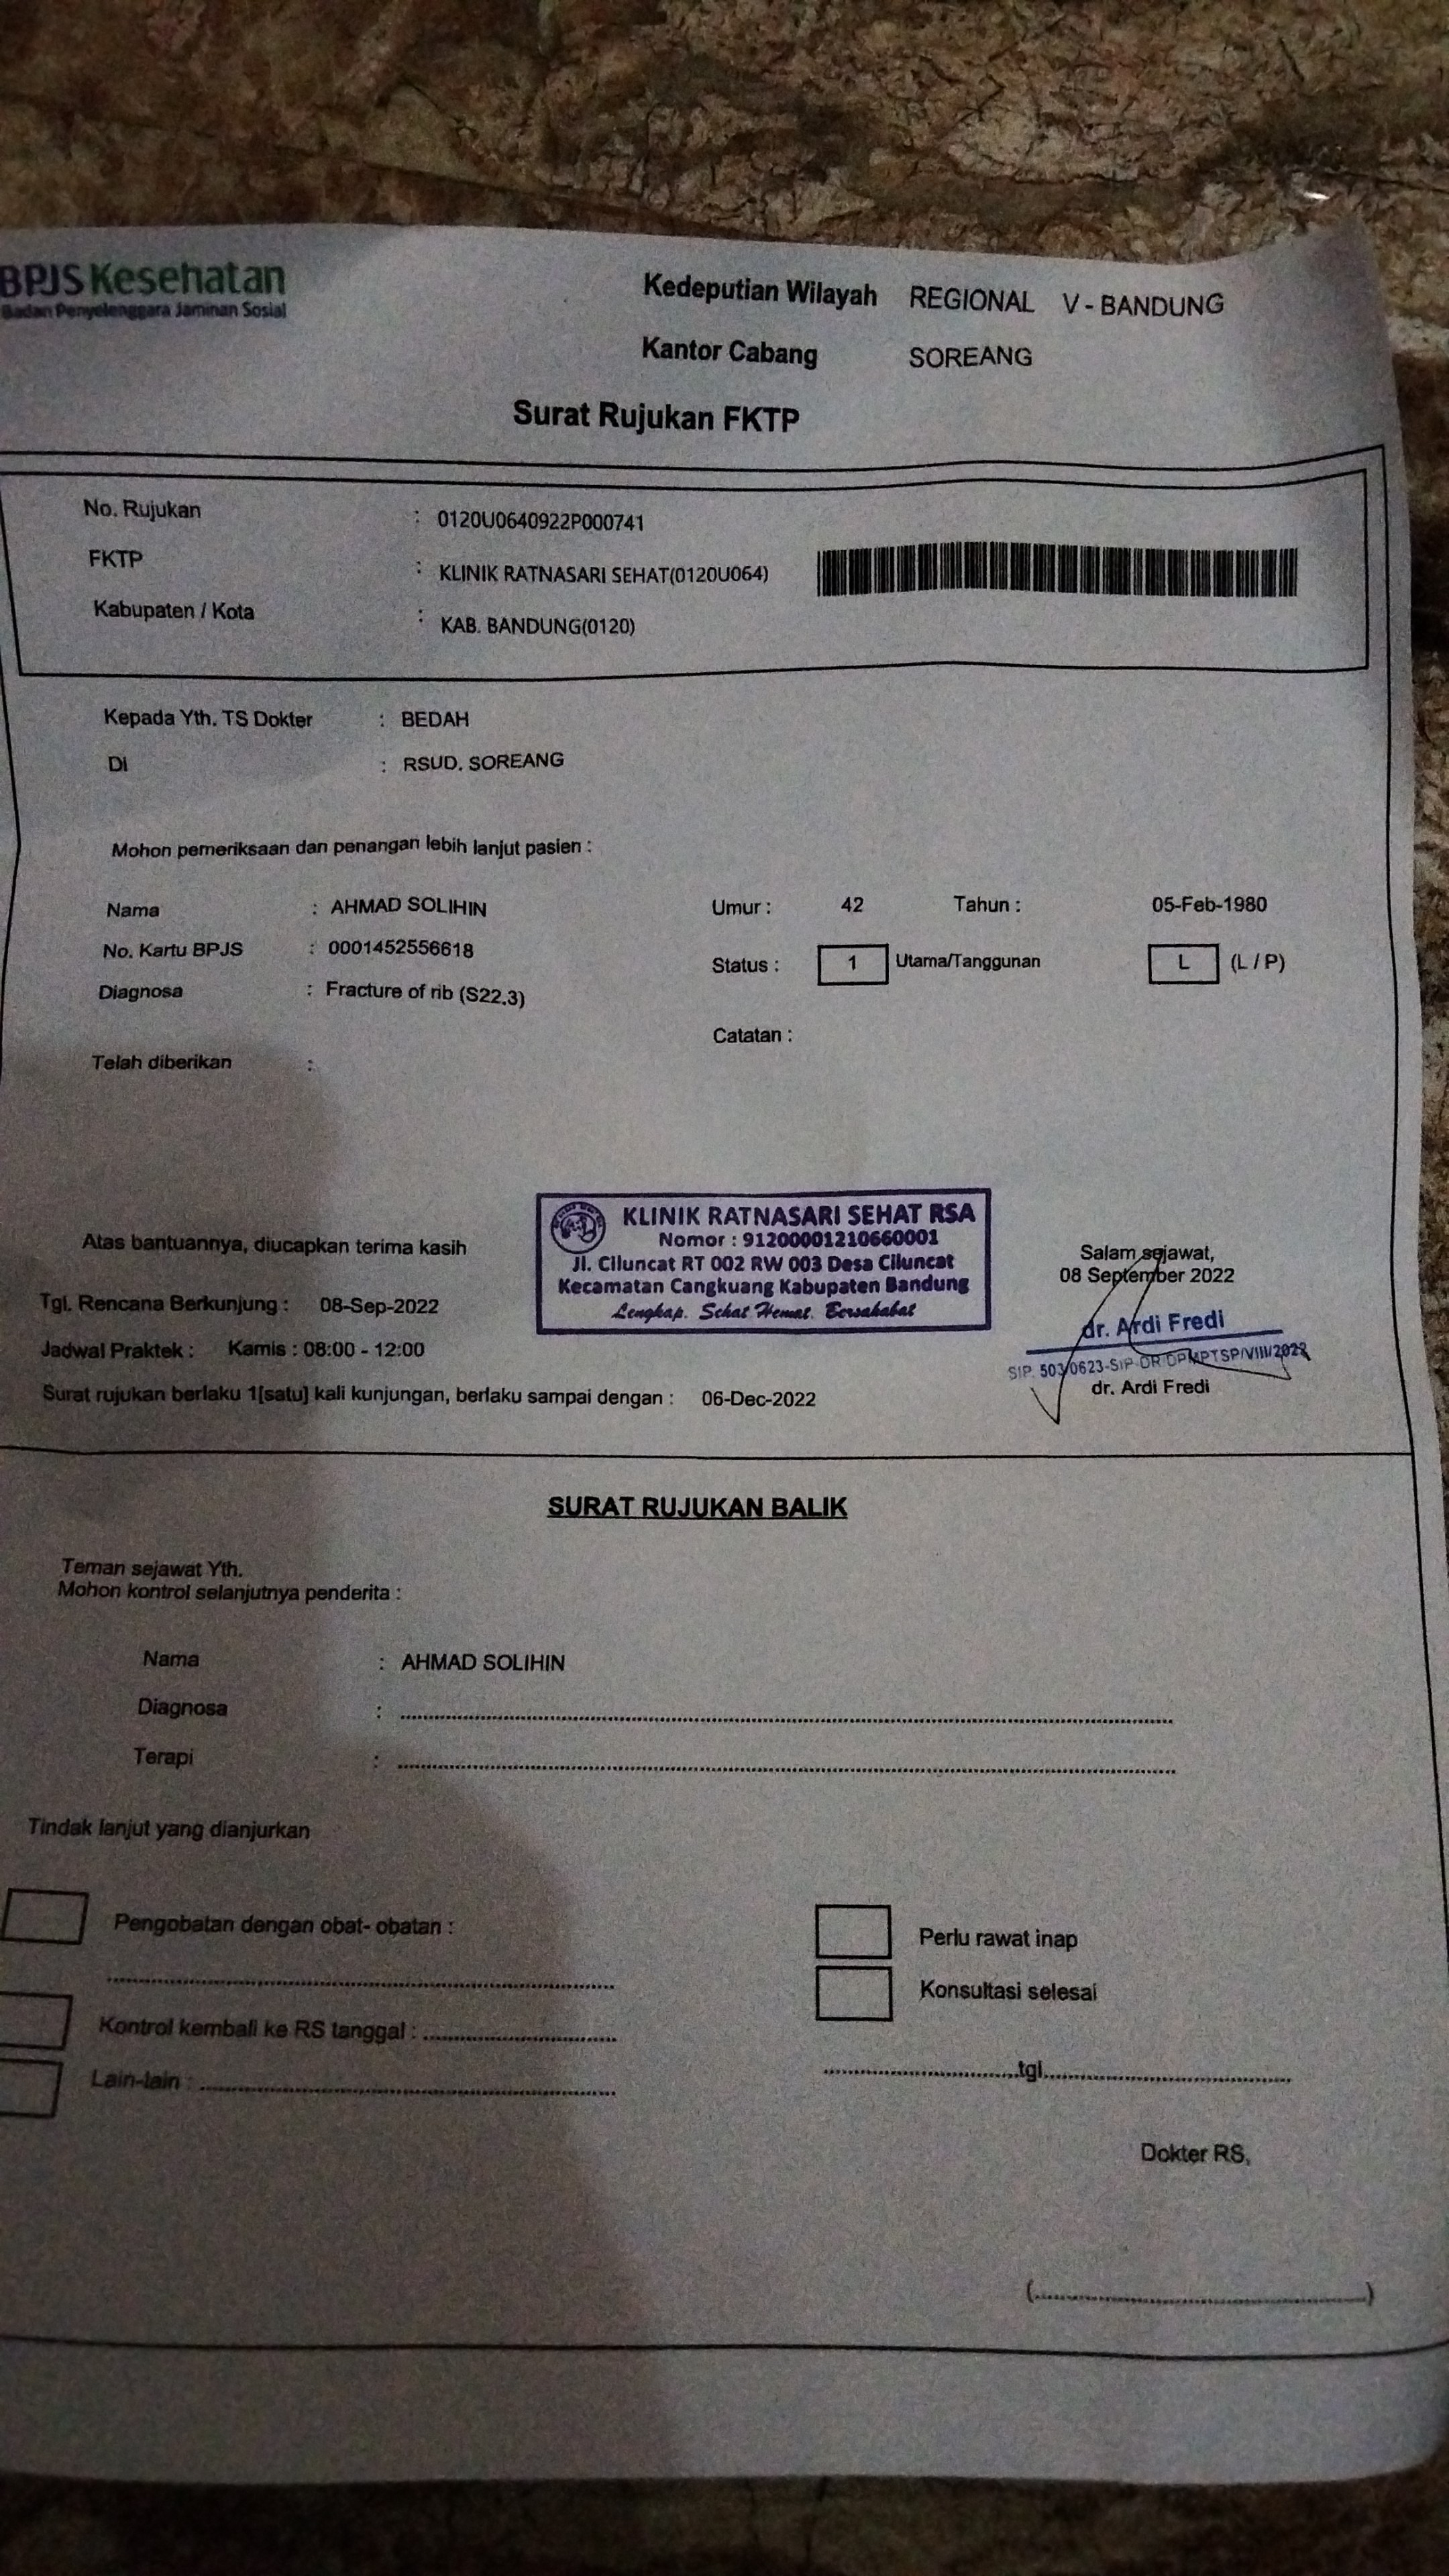 BPJS Kesehatan
Badan Penyelenggara Jaminan Sosial
Kedeputian Wilayah REGIONAL V - BANDUNG
Kantor Cabang SOREANG
Surat Rujukan FKTP
No. Rujukan : 0120U0640922P000741
FKTP : KLINIK RATNASARI SEHAT(0120U064)
Kabupaten / Kota : KAB. BANDUNG(0120)
Kepada Yth. TS Dokter : BEDAH
Di : RSUD. SOREANG
Mohon pemeriksaan dan penangan lebih lanjut pasien :
Nama : AHMAD SOLIHIN Umur : 42 Tahun : 05-Feb-1980
No. Kartu BPJS : 0001452556618 Status : 1 Utama/Tanggunan L (L / P)
Diagnosa : Fracture of rib (S22.3)
Catatan :
Telah diberikan :
KLINIK RATNASARI SEHAT RSA
Nomor : 91200001210660001
Jl. Ciluncat RT 002 RW 003 Desa Ciluncat
Kecamatan Cangkuang Kabupaten Bandung
Lengkap. Sehat Hemat. Bersahabat
Atas bantuannya, diucapkan terima kasih
Salam sejawat,
08 September 2022
Tgl. Rencana Berkunjung : 08-Sep-2022
dr. Ardi Fredi
Jadwal Praktek : Kamis : 08:00 - 12:00
SIP. 503/0623-SIP-DR/DPMPTSP/VIII/2022
dr. Ardi Fredi
Surat rujukan berlaku 1[satu] kali kunjungan, berlaku sampai dengan : 06-Dec-2022
SURAT RUJUKAN BALIK
Teman sejawat Yth.
Mohon kontrol selanjutnya penderita :
Nama : AHMAD SOLIHIN
Diagnosa :
Terapi :
Tindak lanjut yang dianjurkan
Pengobatan dengan obat- obatan :
Perlu rawat inap
Konsultasi selesai
Kontrol kembali ke RS tanggal :
Lain-lain :
tgl
Dokter RS,
(....................)